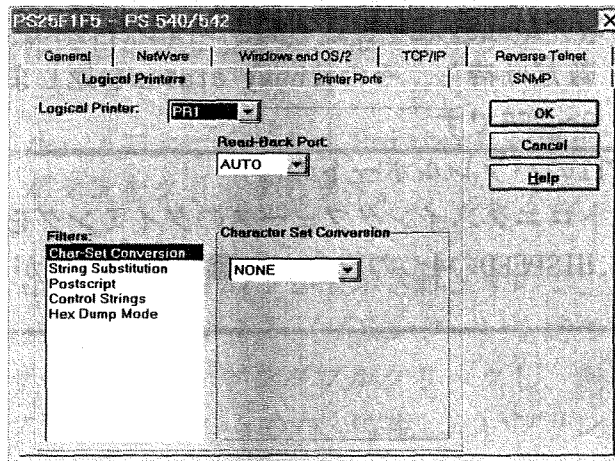 PS25F1F5 - PS 540/542
General NetWare Windows and OS/2 TCP/IP Reverse Telnet
Logical Printers Printer Ports SNMP
Logical Printer: PR1
OK
Read-Back Port:
Cancel
AUTO
Help
Filters:
Character Set Conversion
Char-Set Conversion
NONE
String Substitution
Postscript
Control Strings
Hex Dump Mode